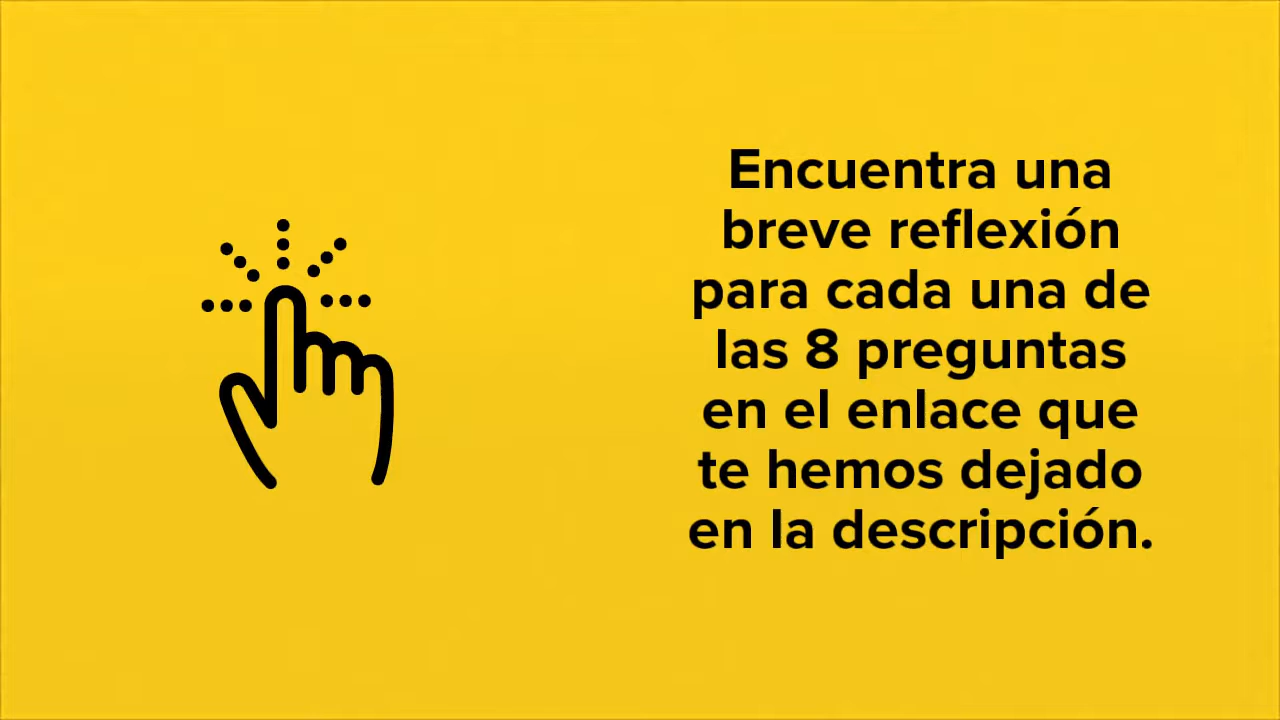 Encuentra una
breve reflexión
para cada una de
las 8 preguntas
en el enlace que
te hemos dejado
en la descripción.